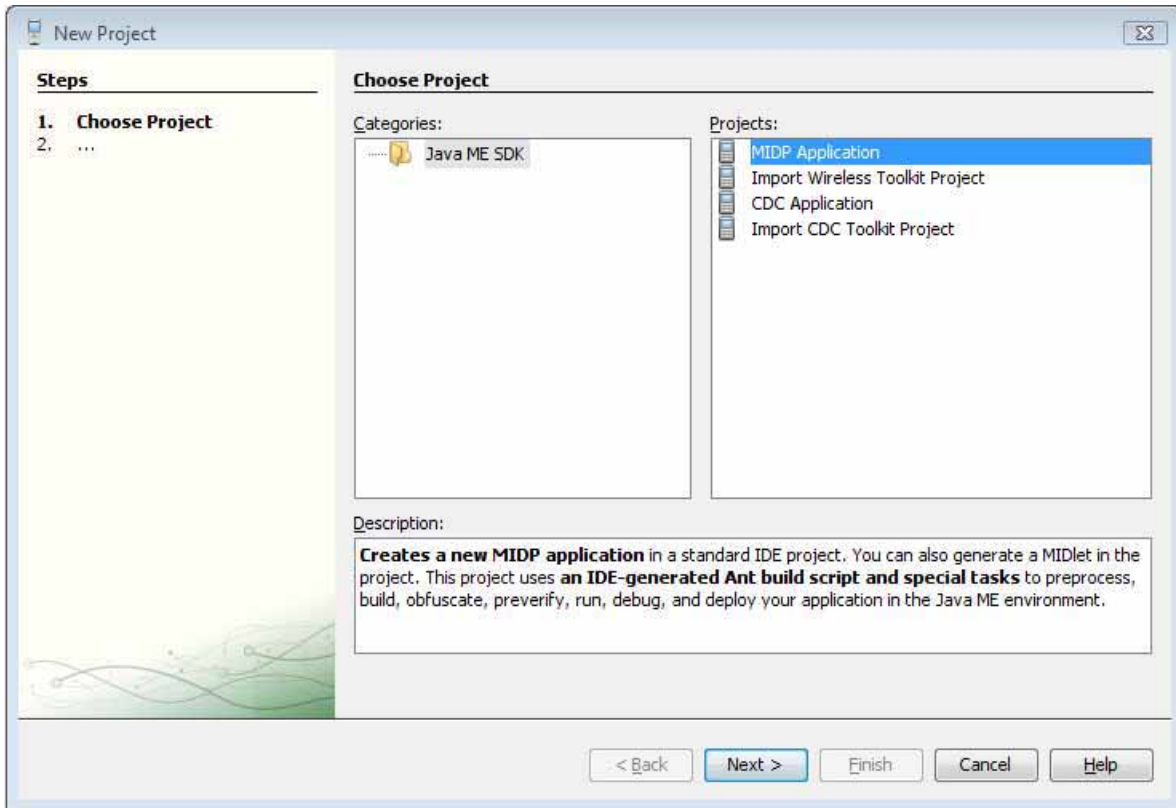 New Project
Steps
1. Choose Project
2. ...
Choose Project
Categories:
Java ME SDK
Projects:
MIDP Application
Import Wireless Toolkit Project
CDC Application
Import CDC Toolkit Project
Description:
Creates a new MIDP application in a standard IDE project. You can also generate a MIDlet in the
project. This project uses an IDE-generated Ant build script and special tasks to preprocess,
build, obfuscate, preverify, run, debug, and deploy your application in the Java ME environment.
< Back
Next >
Finish
Cancel
Help